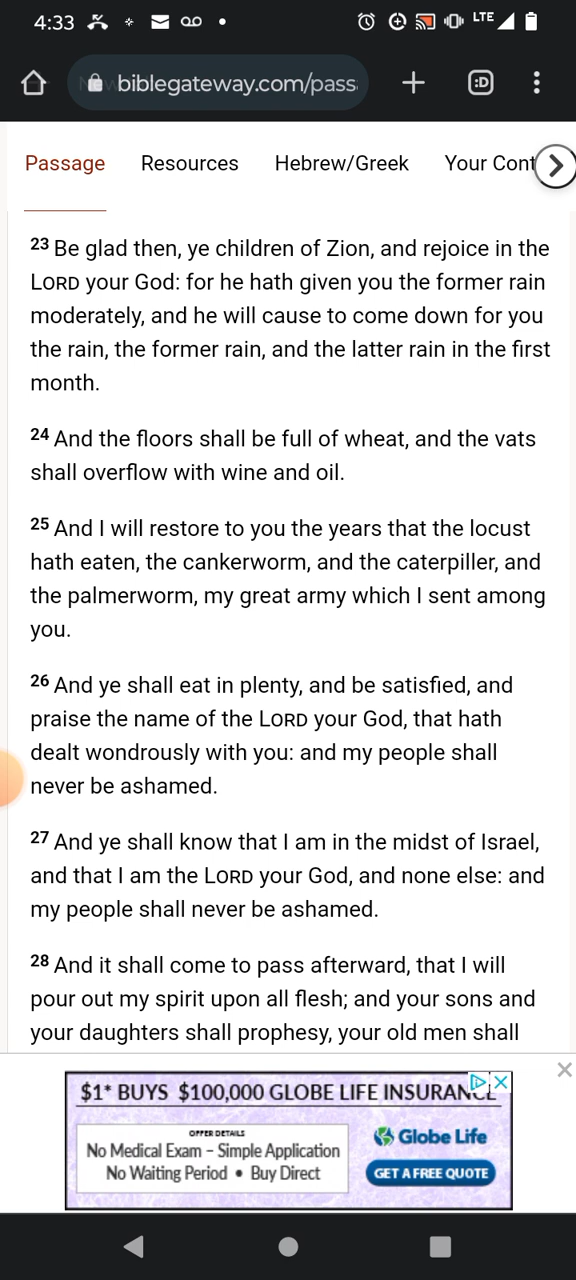 4:33 LTE
biblegateway.com/pass
:D
Passage Resources Hebrew/Greek Your Cont
23 Be glad then, ye children of Zion, and rejoice in the
LORD your God: for he hath given you the former rain
moderately, and he will cause to come down for you
the rain, the former rain, and the latter rain in the first
month.
24 And the floors shall be full of wheat, and the vats
shall overflow with wine and oil.
25 And I will restore to you the years that the locust
hath eaten, the cankerworm, and the caterpiller, and
the palmerworm, my great army which I sent among
you.
26 And ye shall eat in plenty, and be satisfied, and
praise the name of the LORD your God, that hath
dealt wondrously with you: and my people shall
never be ashamed.
27 And ye shall know that I am in the midst of Israel,
and that I am the LORD your God, and none else: and
my people shall never be ashamed.
28 And it shall come to pass afterward, that I will
pour out my spirit upon all flesh; and your sons and
your daughters shall prophesy, your old men shall
$1* BUYS $100,000 GLOBE LIFE INSURANCE
OFFER DETAILS
No Medical Exam – Simple Application
No Waiting Period • Buy Direct
Globe Life
GET A FREE QUOTE